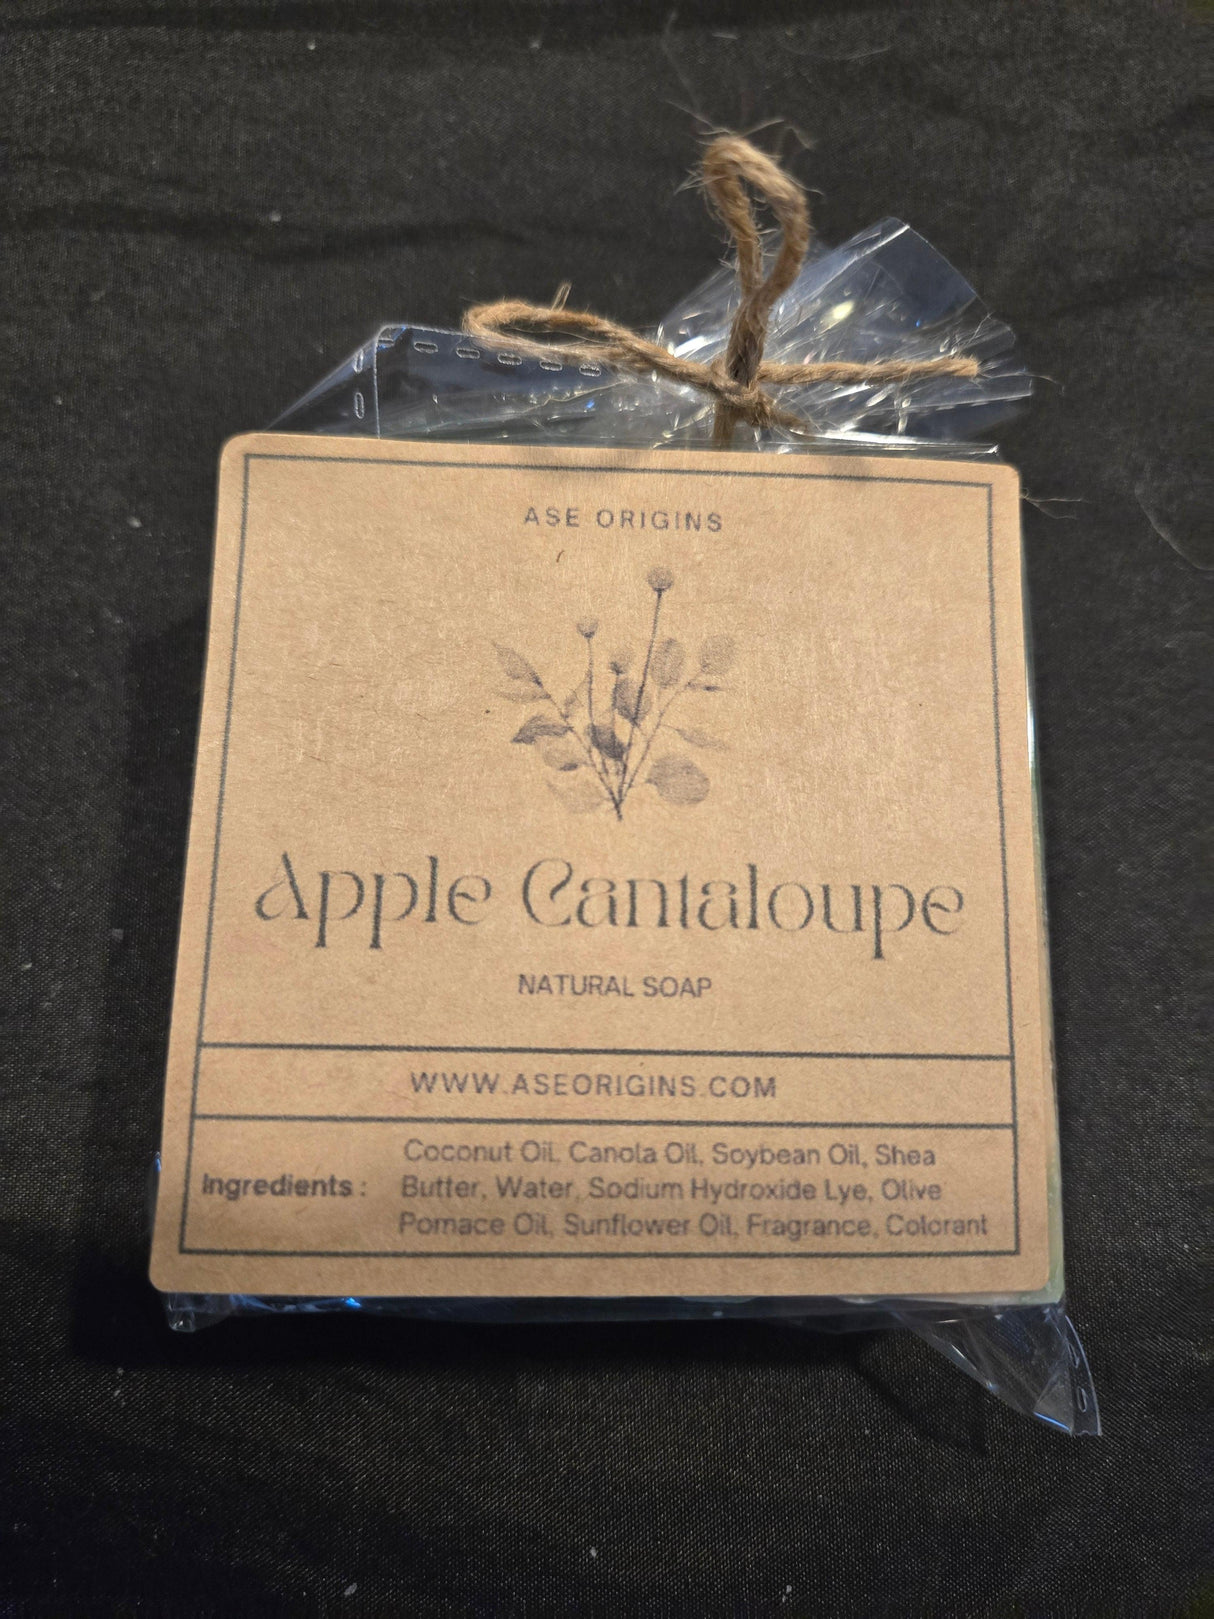 ASE ORIGINS
Apple Cantaloupe
NATURAL SOAP
WWW.ASEORIGINS.COM
Ingredients :
Coconut Oil, Canola Oil, Soybean Oil, Shea
Butter, Water, Sodium Hydroxide Lye, Olive
Pomace Oil, Sunflower Oil, Fragrance, Colorant